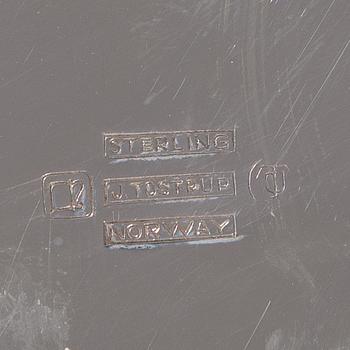 STERLING
J. TOSTRUP
NORWAY